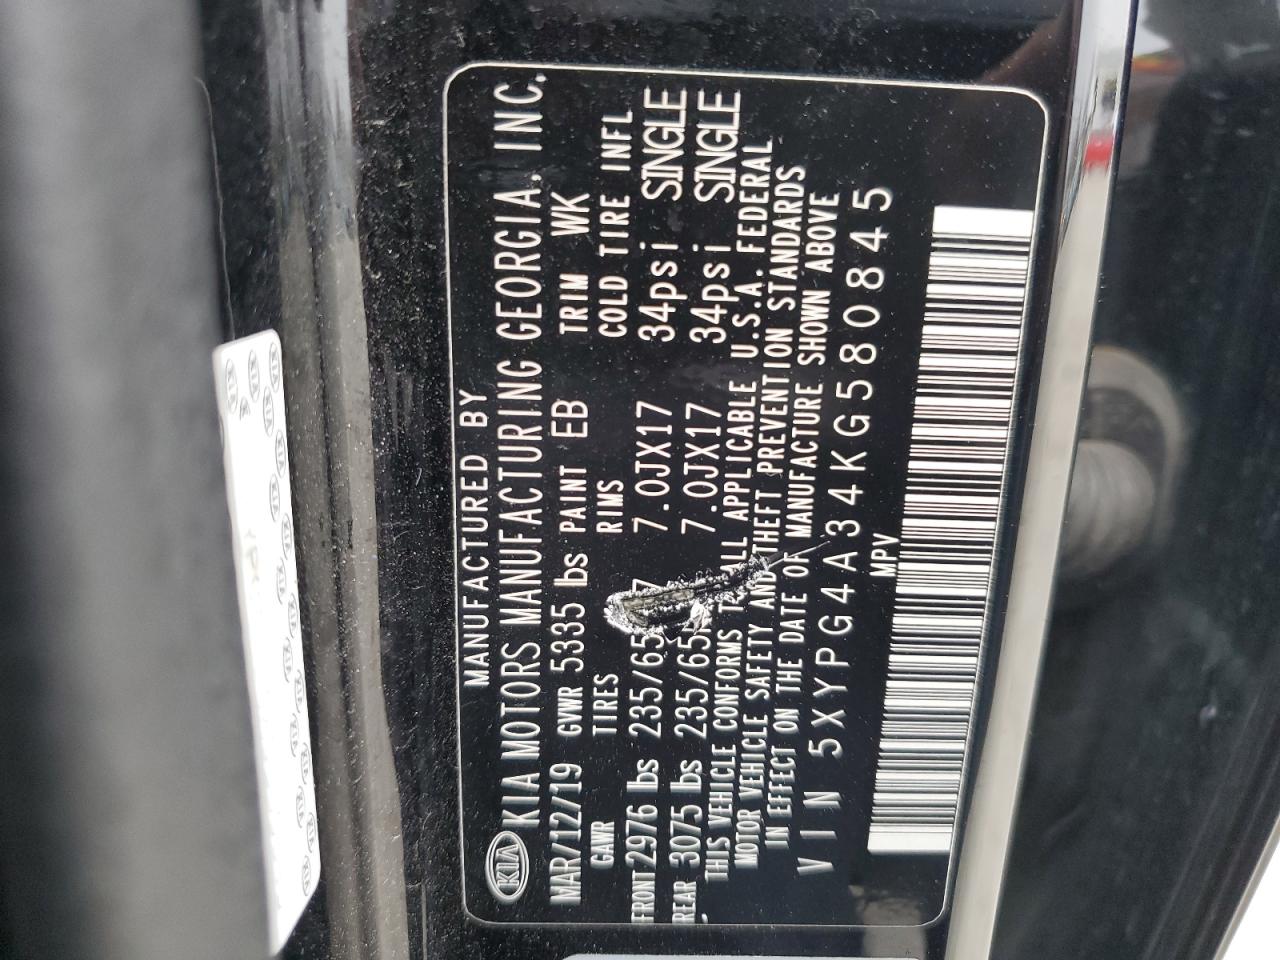 MANUFACTURED BY
KIA KIA MOTORS MANUFACTURING GEORGIA, INC.
MAR/12/19 GVWR 5335 lbs PAINT EB TRIM WK
GAWR TIRES RIMS COLD TIRE INFL
FRONT 2976 lbs 235/65 7 7.0JX17 34psi SINGLE
REAR 3075 lbs 235/65 7.0JX17 34psi SINGLE
THIS VEHICLE CONFORMS ALL APPLICABLE U.S.A. FEDERAL
MOTOR VEHICLE SAFETY AND THEFT PREVENTION STANDARDS
IN EFFECT ON THE DATE OF MANUFACTURE SHOWN ABOVE
VIN 5XYPG4A34KG580845
MPV